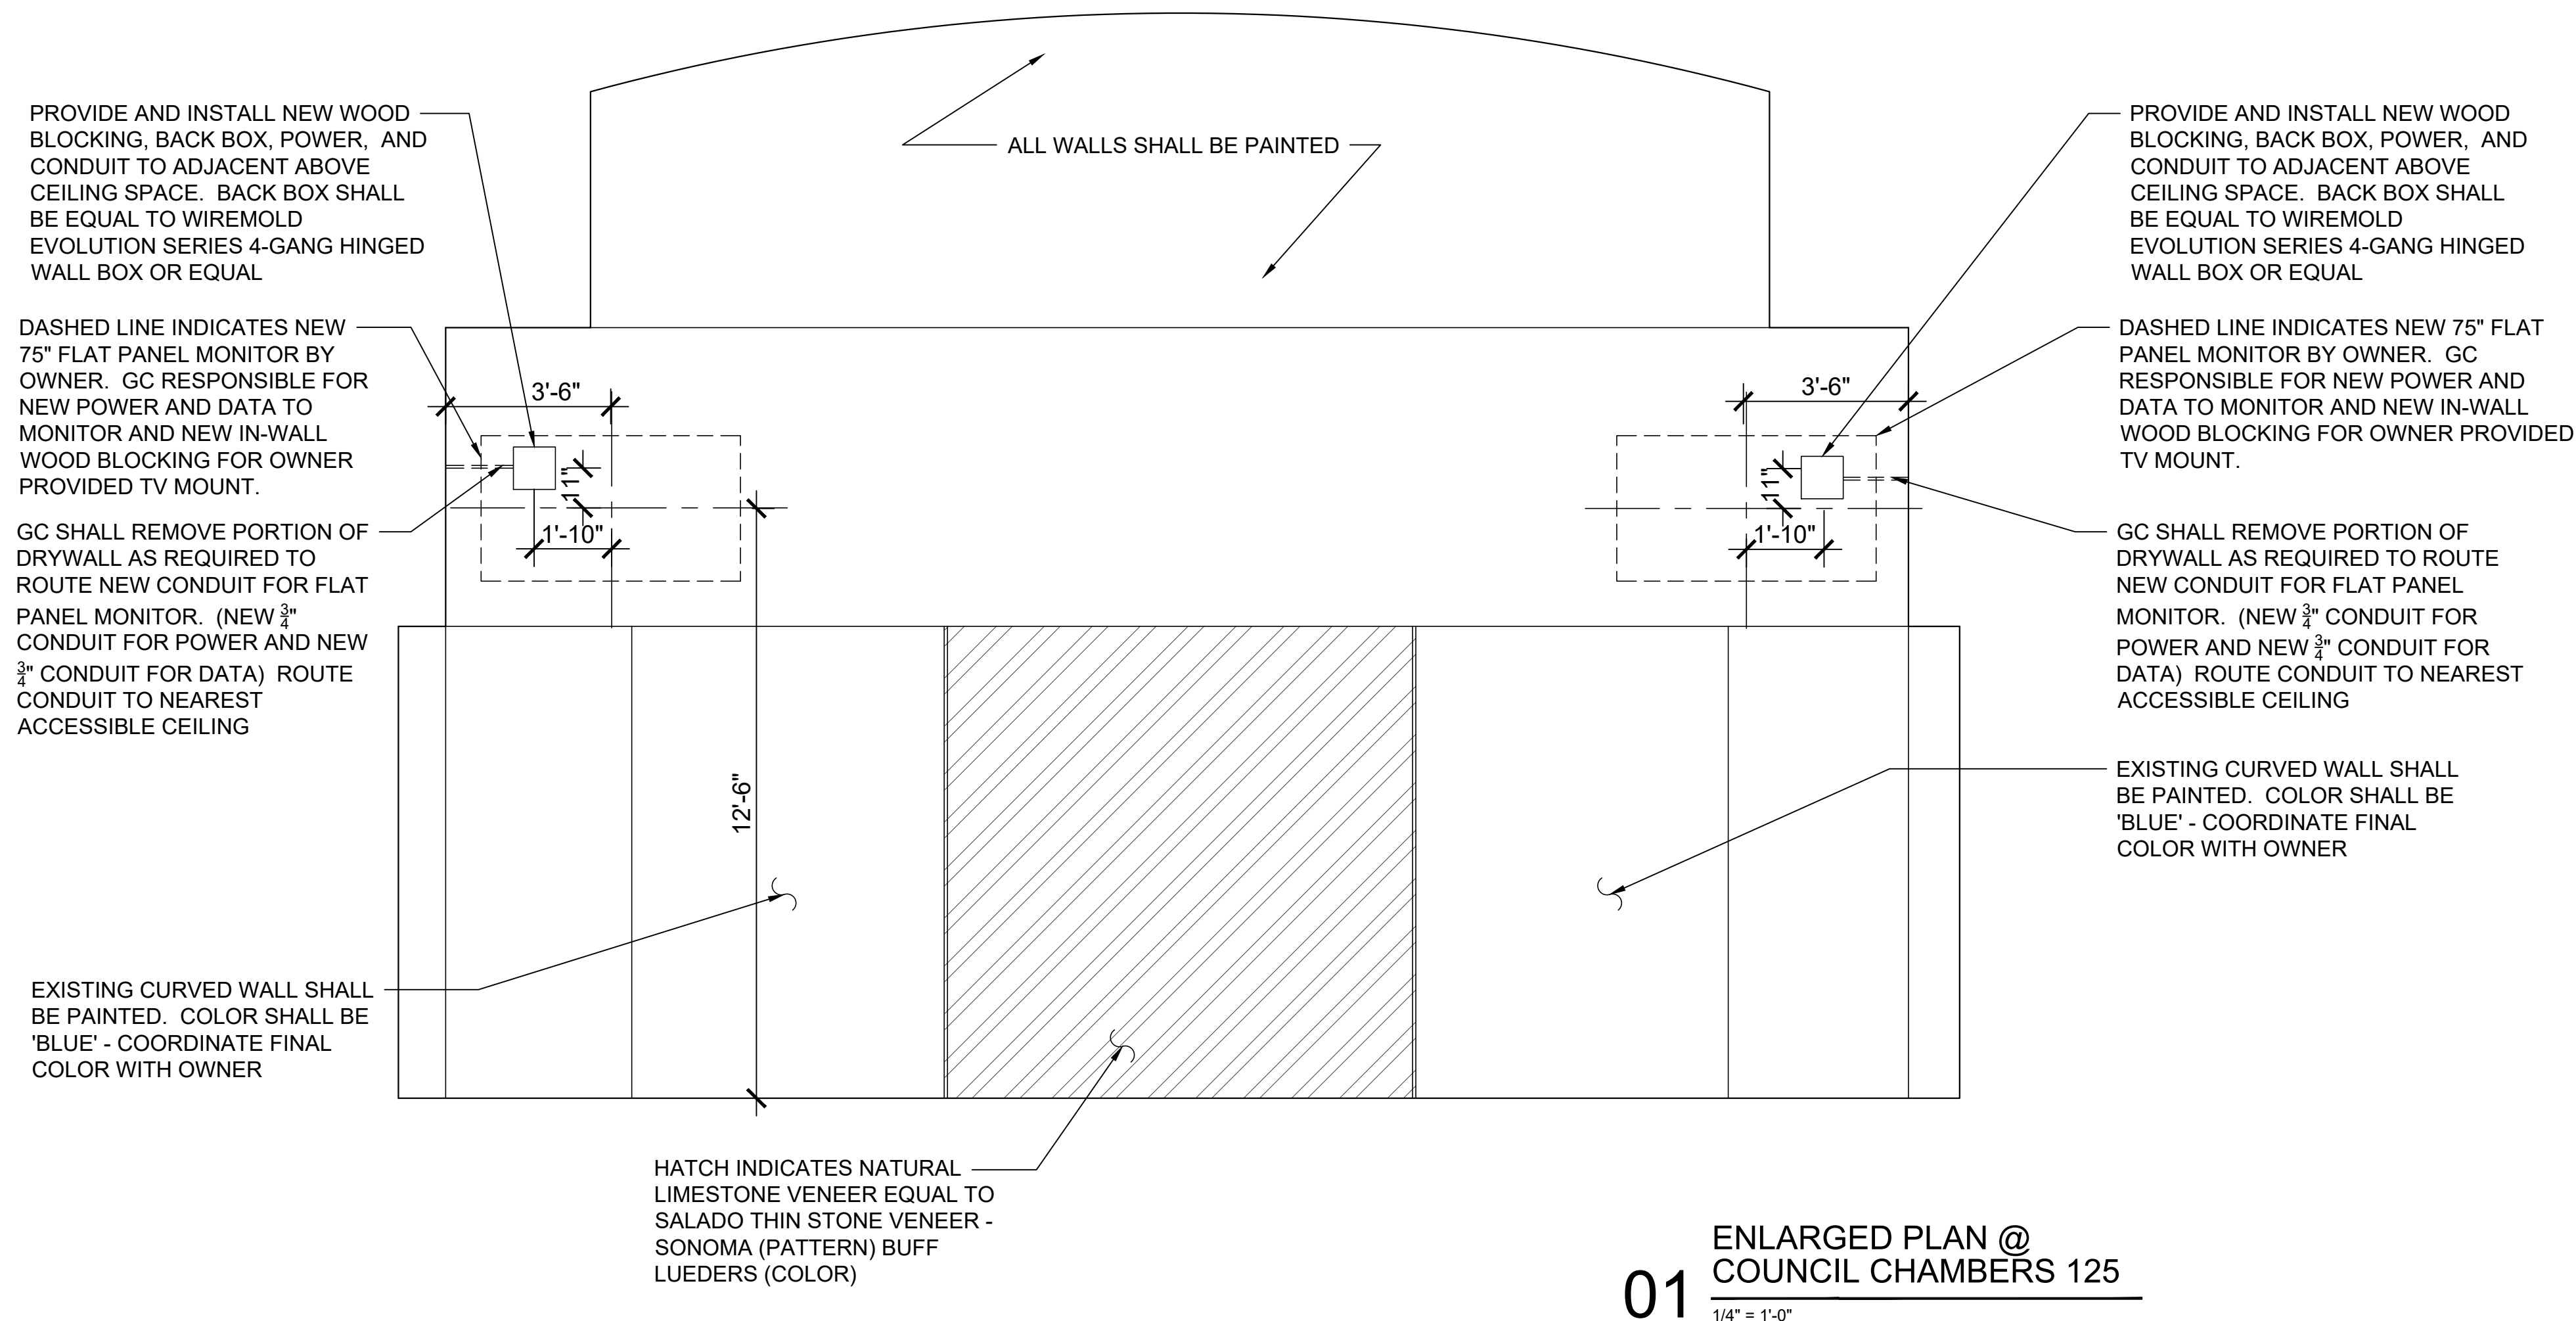 PROVIDE AND INSTALL NEW WOOD
BLOCKING, BACK BOX, POWER, AND
CONDUIT TO ADJACENT ABOVE
CEILING SPACE. BACK BOX SHALL
BE EQUAL TO WIREMOLD
EVOLUTION SERIES 4-GANG HINGED
WALL BOX OR EQUAL
DASHED LINE INDICATES NEW
75" FLAT PANEL MONITOR BY
OWNER. GC RESPONSIBLE FOR
NEW POWER AND DATA TO
MONITOR AND NEW IN-WALL
WOOD BLOCKING FOR OWNER
PROVIDED TV MOUNT.
GC SHALL REMOVE PORTION OF
DRYWALL AS REQUIRED TO
ROUTE NEW CONDUIT FOR FLAT
PANEL MONITOR. (NEW 3/4"
CONDUIT FOR POWER AND NEW
3/4" CONDUIT FOR DATA) ROUTE
CONDUIT TO NEAREST
ACCESSIBLE CEILING
EXISTING CURVED WALL SHALL
BE PAINTED. COLOR SHALL BE
'BLUE' - COORDINATE FINAL
COLOR WITH OWNER
ALL WALLS SHALL BE PAINTED
3'-6"
11"
1'-10"
12'-6"
3'-6"
11"
1'-10"
HATCH INDICATES NATURAL
LIMESTONE VENEER EQUAL TO
SALADO THIN STONE VENEER -
SONOMA (PATTERN) BUFF
LUEDERS (COLOR)
PROVIDE AND INSTALL NEW WOOD
BLOCKING, BACK BOX, POWER, AND
CONDUIT TO ADJACENT ABOVE
CEILING SPACE. BACK BOX SHALL
BE EQUAL TO WIREMOLD
EVOLUTION SERIES 4-GANG HINGED
WALL BOX OR EQUAL
DASHED LINE INDICATES NEW 75" FLAT
PANEL MONITOR BY OWNER. GC
RESPONSIBLE FOR NEW POWER AND
DATA TO MONITOR AND NEW IN-WALL
WOOD BLOCKING FOR OWNER PROVIDED
TV MOUNT.
GC SHALL REMOVE PORTION OF
DRYWALL AS REQUIRED TO ROUTE
NEW CONDUIT FOR FLAT PANEL
MONITOR. (NEW 3/4" CONDUIT FOR
POWER AND NEW 3/4" CONDUIT FOR
DATA) ROUTE CONDUIT TO NEAREST
ACCESSIBLE CEILING
EXISTING CURVED WALL SHALL
BE PAINTED. COLOR SHALL BE
'BLUE' - COORDINATE FINAL
COLOR WITH OWNER
01
ENLARGED PLAN @
COUNCIL CHAMBERS 125
1/4" = 1'-0"